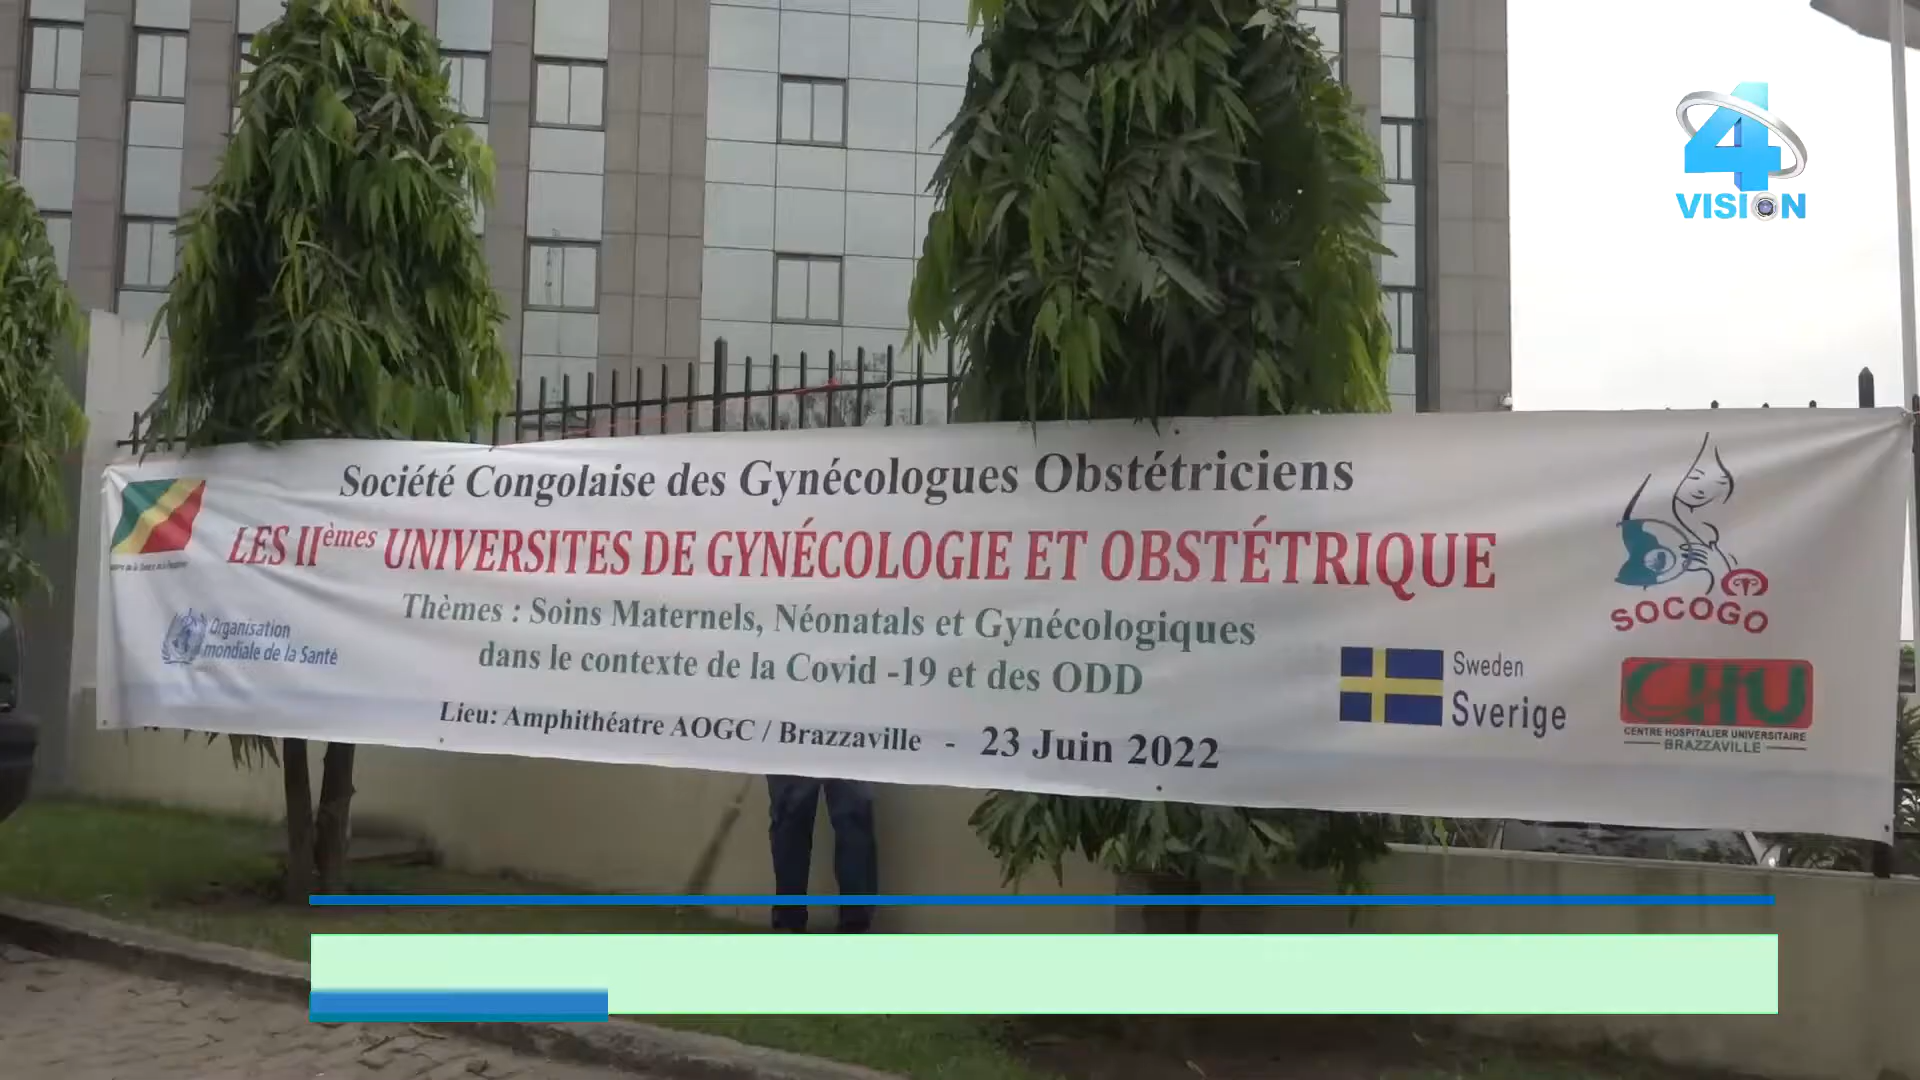 4
VISION
Société Congolaise des Gynécologues Obstétriciens
LES IIèmes UNIVERSITES DE GYNÉCOLOGIE ET OBSTÉTRIQUE
Thèmes : Soins Maternels, Néonatals et Gynécologiques
dans le contexte de la Covid -19 et des ODD
Lieu: Amphithéatre AOGC / Brazzaville - 23 Juin 2022
Organisation
mondiale de la Santé
Sweden
Sverige
SOCOGO
CHU
CENTRE HOSPITALIER UNIVERSITAIRE
BRAZZAVILLE